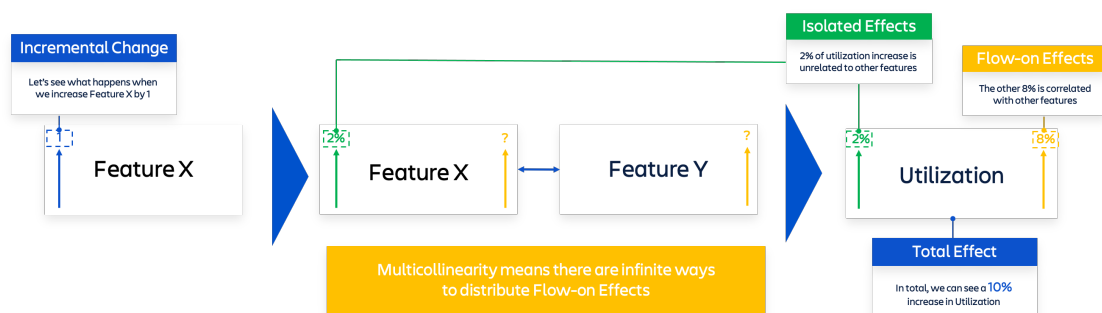 Incremental Change
Let's see what happens when
we increase Feature X by 1
1
Feature X
2%
?
Feature X
Feature Y
?
Multicollinearity means there are infinite ways
to distribute Flow-on Effects
Isolated Effects
2% of utilization increase is
unrelated to other features
Flow-on Effects
The other 8% is correlated
with other features
2%
8%
Utilization
Total Effect
In total, we can see a 10%
increase in Utilization